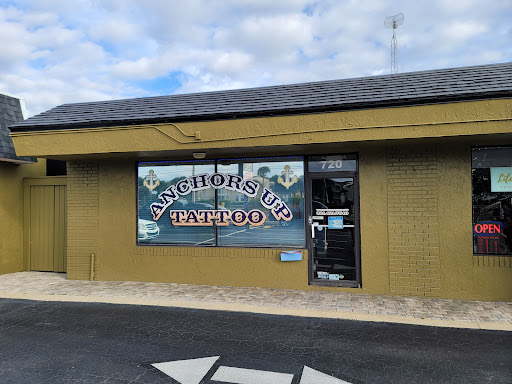 720
ANCHORS UP
TATTOO
OPEN